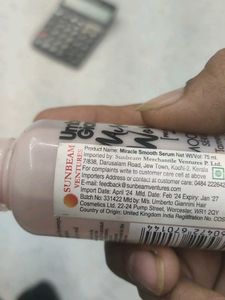 SUNBEAM
VENTURES
Product Name: Miracle Smooth Serum Net Wt/Vol: 75 ml
Imported by: Sunbeam Merchantile Ventures P. Ltd.
7/838, Darusalam Road, Jew Town, Kochi-2, Kerala
For complaints write to customer care cell at above
Importers Address or contact customer care at: 0484
E-Mail: feedback@sunbeamventures.com
Import Date: April' 24 Mfd. Date: Feb '24 Expiry: Jan' 27
Batch No: 331422 Mfd by M/s. Umberto Giannini Hair
Cosmetics Ltd, 22-24 Pump Street, Worcester, WR1 2QY
Country of Origin: United Kingdom India Registration No.